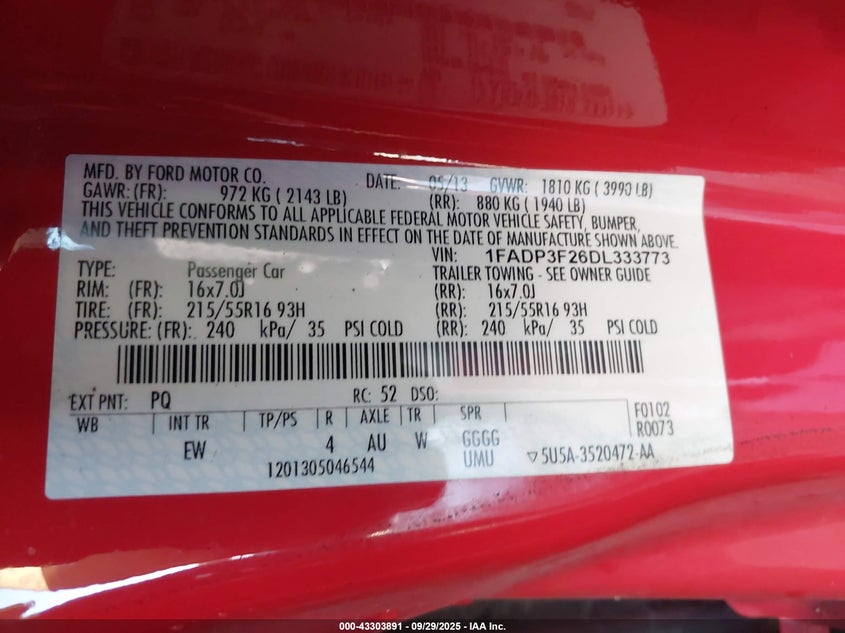 MFD. BY FORD MOTOR CO. DATE: 05/13 GVWR: 1810 KG ( 3990 LB)
GAWR: (FR): 972 KG ( 2143 LB) (RR): 880 KG ( 1940 LB)
THIS VEHICLE CONFORMS TO ALL APPLICABLE FEDERAL MOTOR VEHICLE SAFETY, BUMPER,
AND THEFT PREVENTION STANDARDS IN EFFECT ON THE DATE OF MANUFACTURE SHOWN ABOVE.
VIN: 1FADP3F26DL333773
TYPE: Passenger Car TRAILER TOWING - SEE OWNER GUIDE
RIM: (FR): 16x7.0J (RR): 16x7.0J
TIRE: (FR): 215/55R16 93H (RR): 215/55R16 93H
PRESSURE: (FR): 240 kPa/ 35 PSI COLD (RR): 240 kPa/ 35 PSI COLD
EXT PNT: PQ RC: 52 DSO:
WB INT TR TP/PS R AXLE TR SPR F0102
R0073
EW 4 AU W GGGG
UMU
1201305046544 ▽5U5A-3520472-AA
000-43303891 - 09/29/2025 - IAA Inc.